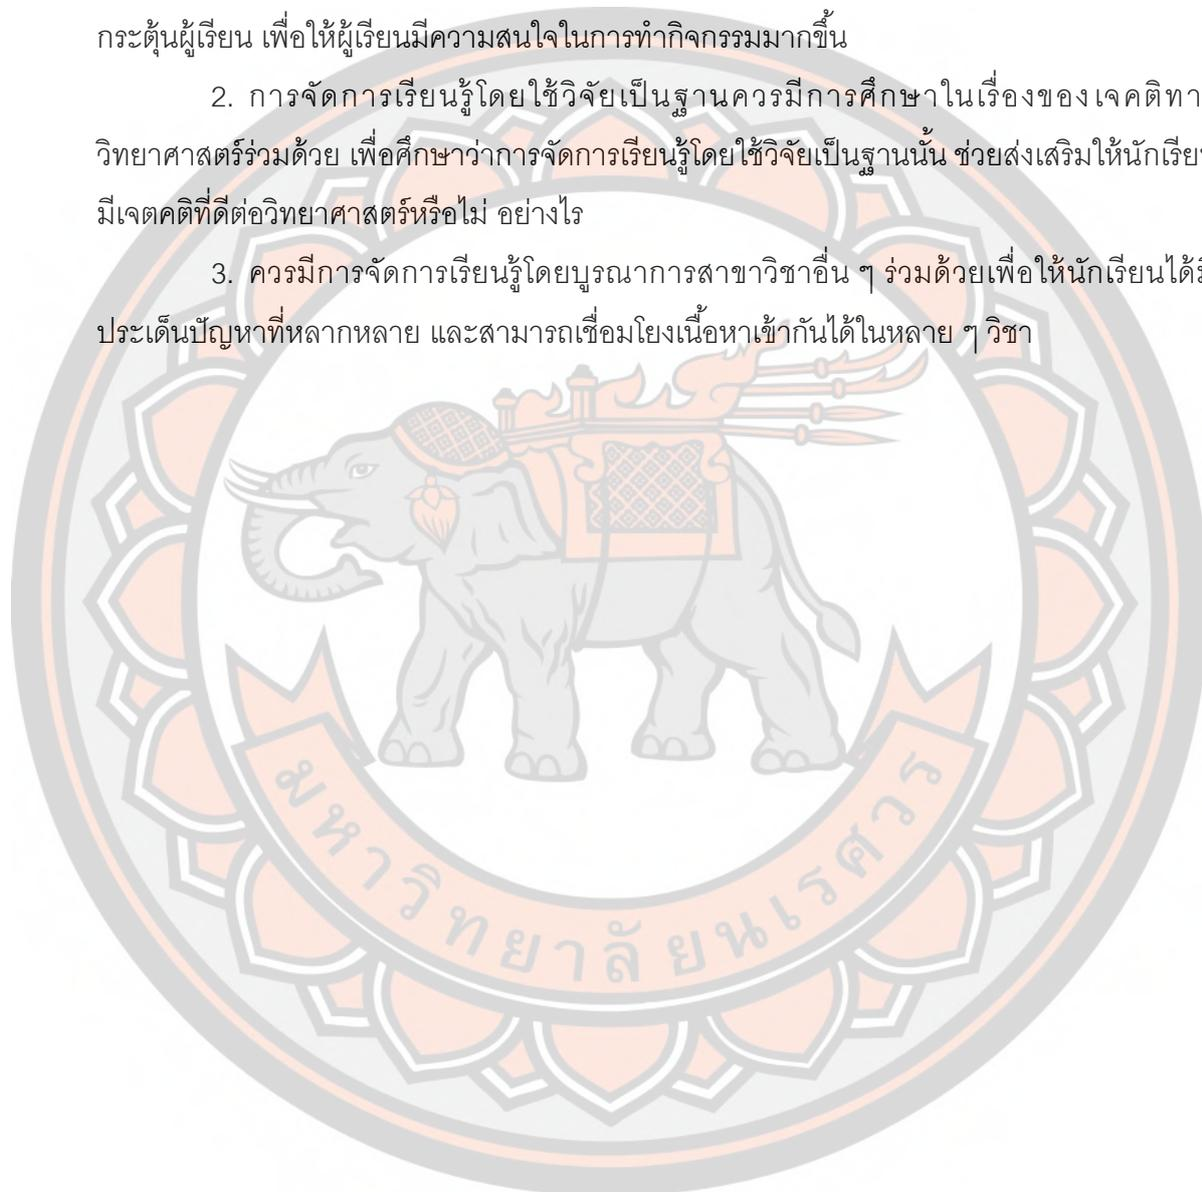 กระตุ้นผู้เรียน เพื่อให้ผู้เรียนมีความสนใจในการทำกิจกรรมมากขึ้น
2. การจัดการเรียนรู้โดยใช้วิจัยเป็นฐานควรมีการศึกษาในเรื่องของเจคติทา
วิทยาศาสตร์ร่วมด้วย เพื่อศึกษาว่าการจัดการเรียนรู้โดยใช้วิจัยเป็นฐานนั้น ช่วยส่งเสริมให้นักเรียน
มีเจตคติที่ดีต่อวิทยาศาสตร์หรือไม่ อย่างไร
3. ควรมีการจัดการเรียนรู้โดยบูรณาการสาขาวิชาอื่น ๆ ร่วมด้วยเพื่อให้นักเรียนได้มี
ประเด็นปัญหาที่หลากหลาย และสามารถเชื่อมโยงเนื้อหาเข้ากันได้ในหลาย ๆ วิชา
มหาวิทยาลัยนเรศวร